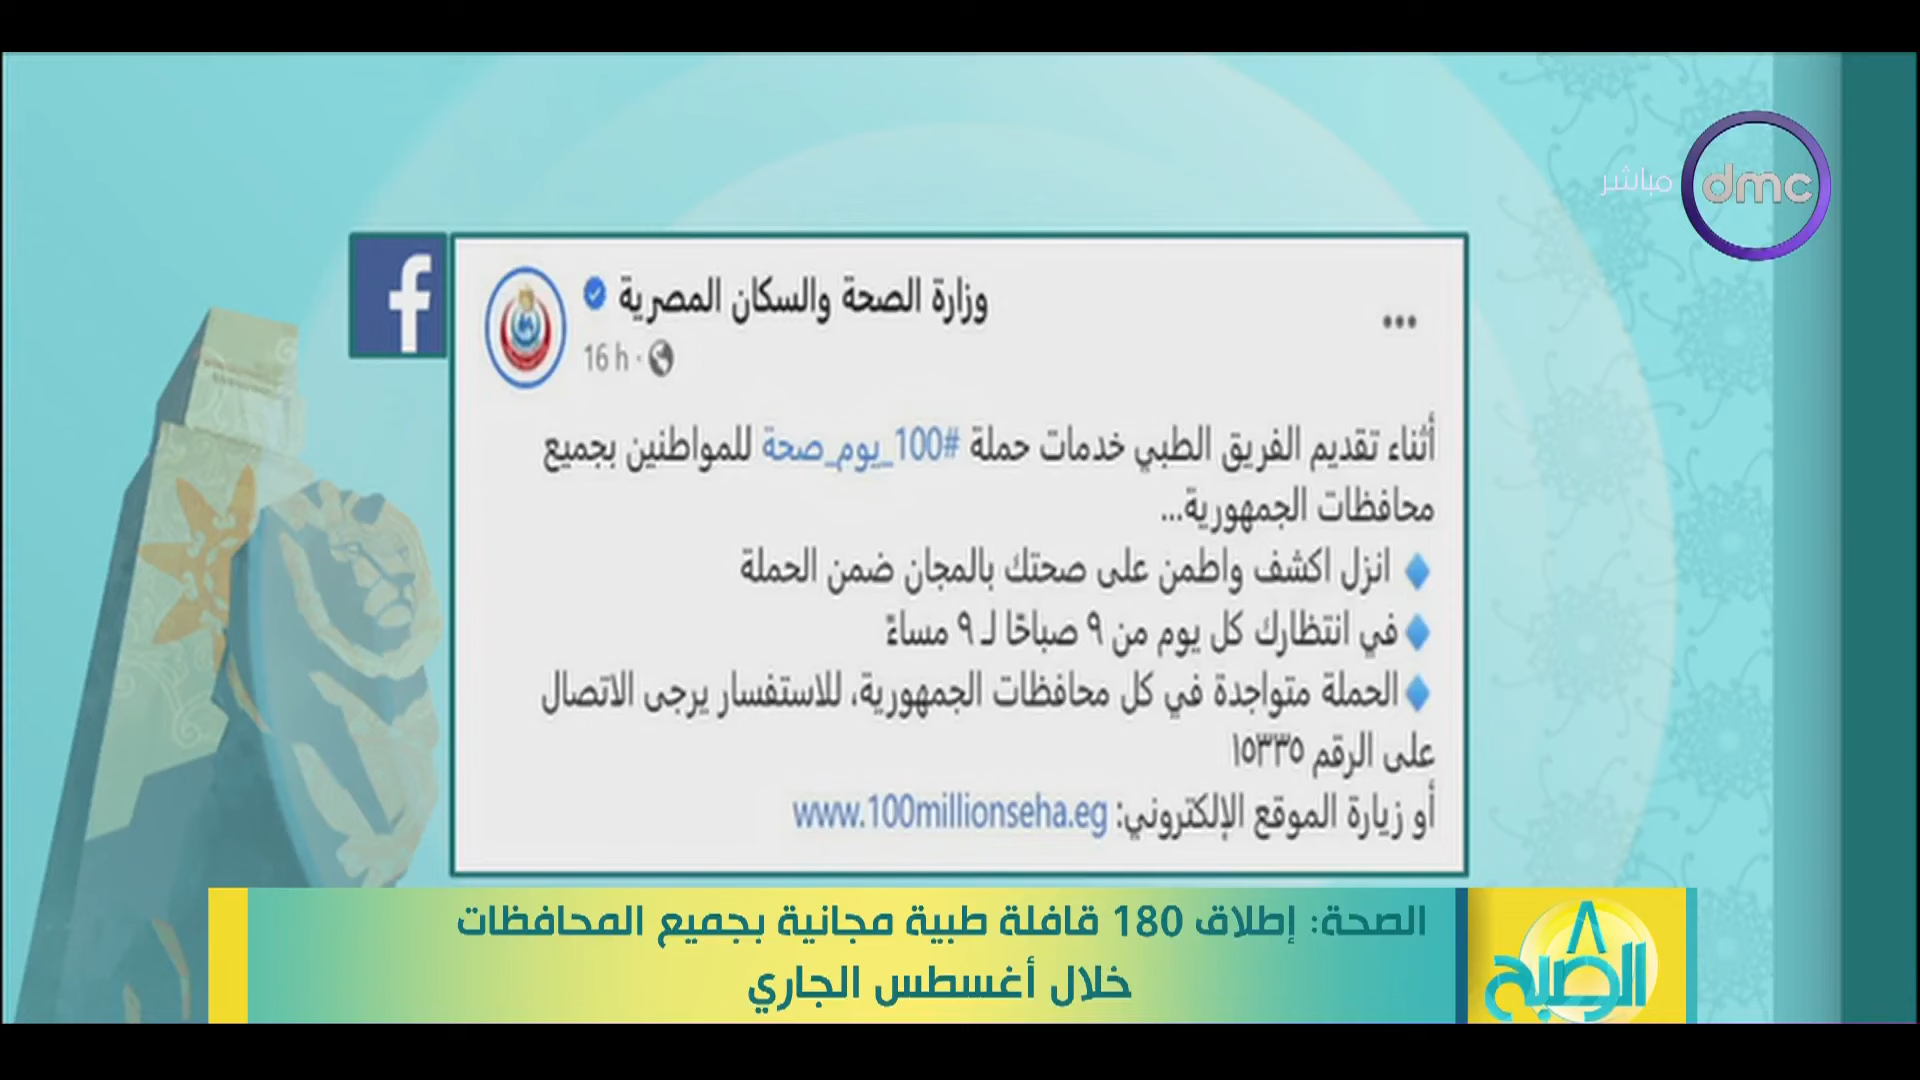 مباشر
dmc
وزارة الصحة والسكان المصرية
16 h
أثناء تقديم الفريق الطبي خدمات حملة #100_يوم_صحة للمواطنين بجميع
محافظات الجمهورية...
انزل اكشف واطمن على صحتك بالمجان ضمن الحملة
في انتظارك كل يوم من ٩ صباحًا لـ ٩ مساءً
الحملة متواجدة في كل محافظات الجمهورية، للاستفسار يرجى الاتصال
على الرقم ١٥٣٣٥
أو زيارة الموقع الإلكتروني: www.100millionseha.eg
الصحة: إطلاق 180 قافلة طبية مجانية بجميع المحافظات
خلال أغسطس الجاري
٨ الصبح